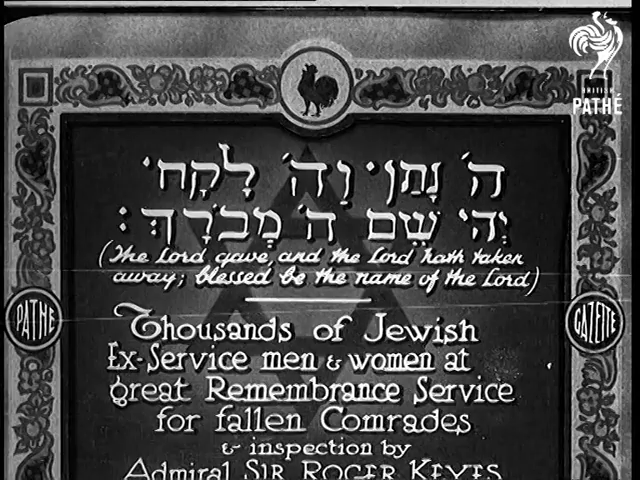 BRITISH
PATHÉ
ה׳ נָתַן׳ וַה׳ לָקָח׳
יְהִי שֵׁם ה׳ מְבֹרָךְ:
(The Lord gave, and the Lord hath taken
away; blessed be the name of the Lord)
PATHE
GAZETTE
Thousands of Jewish
Ex-Service men & women at
great Remembrance Service
for fallen Comrades
& inspection by
Admiral SIR ROGER KEYES